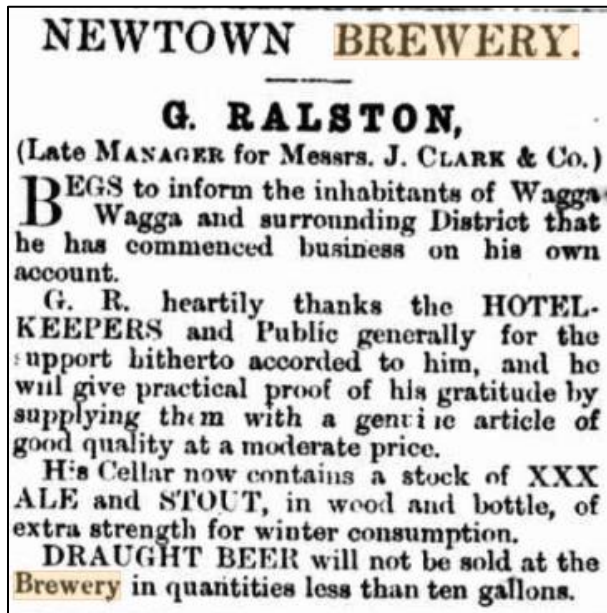 NEWTOWN BREWERY.
G. RALSTON,
(Late MANAGER for Messrs. J. CLARK & Co.)
BEGS to inform the inhabitants of Wagga
Wagga and surrounding District that
he has commenced business on his own
account.
G. R. heartily thanks the HOTEL-
KEEPERS and Public generally for the
support hitherto accorded to him, and he
will give practical proof of his gratitude by
supplying them with a genuine article of
good quality at a moderate price.
His Cellar now contains a stock of XXX
ALE and STOUT, in wood and bottle, of
extra strength for winter consumption.
DRAUGHT BEER will not be sold at the
Brewery in quantities less than ten gallons.